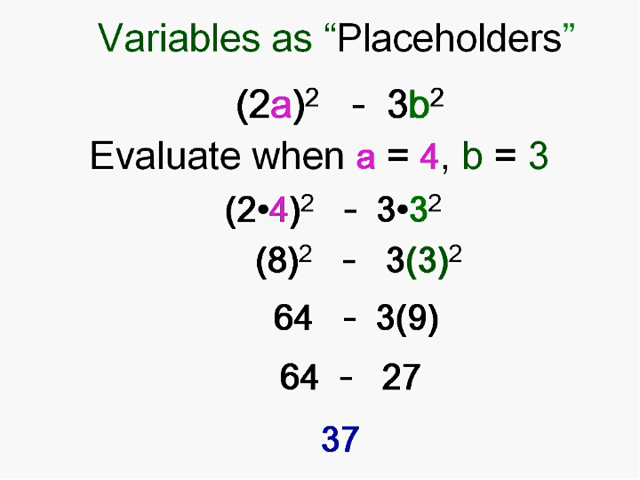 Variables as “Placeholders”
(2a)² - 3b²
Evaluate when a = 4, b = 3
(2•4)² - 3•3²
(8)² - 3(3)²
64 - 3(9)
64 - 27
37